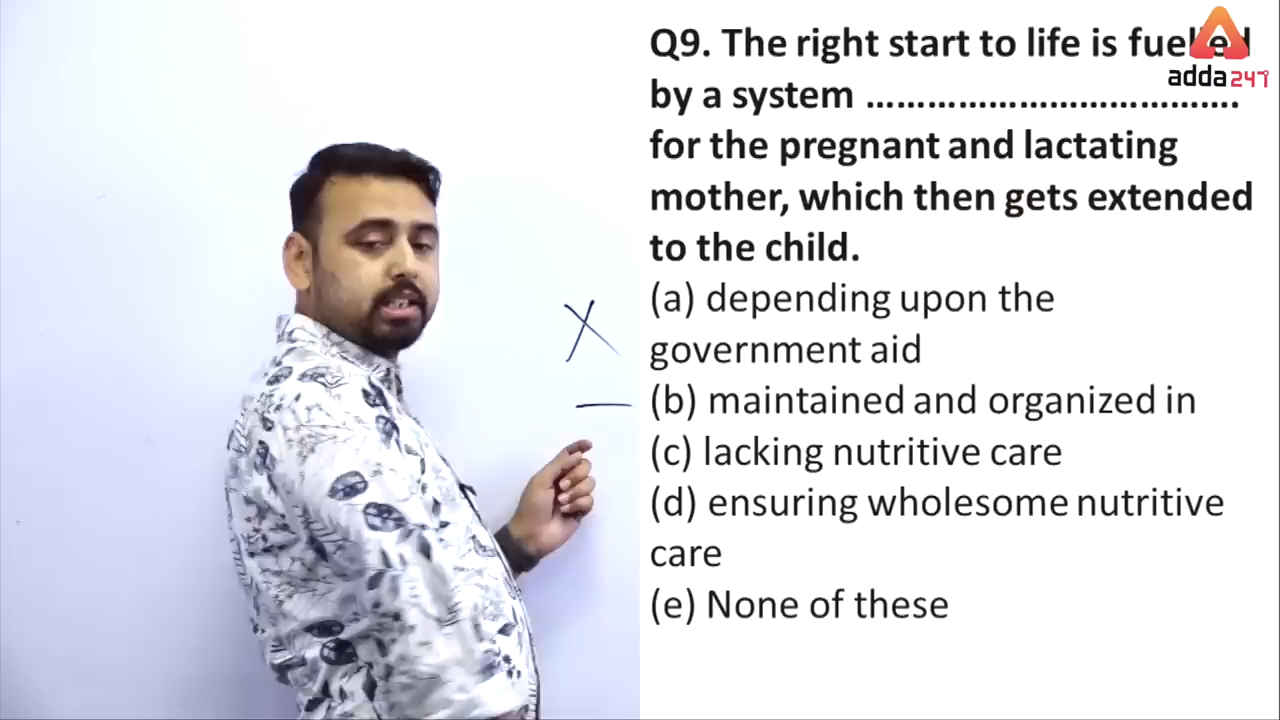 Q9. The right start to life is fuelled
adda247
by a system ………………………………
for the pregnant and lactating
mother, which then gets extended
to the child.
(a) depending upon the
government aid
(b) maintained and organized in
(c) lacking nutritive care
(d) ensuring wholesome nutritive
care
(e) None of these
X
—